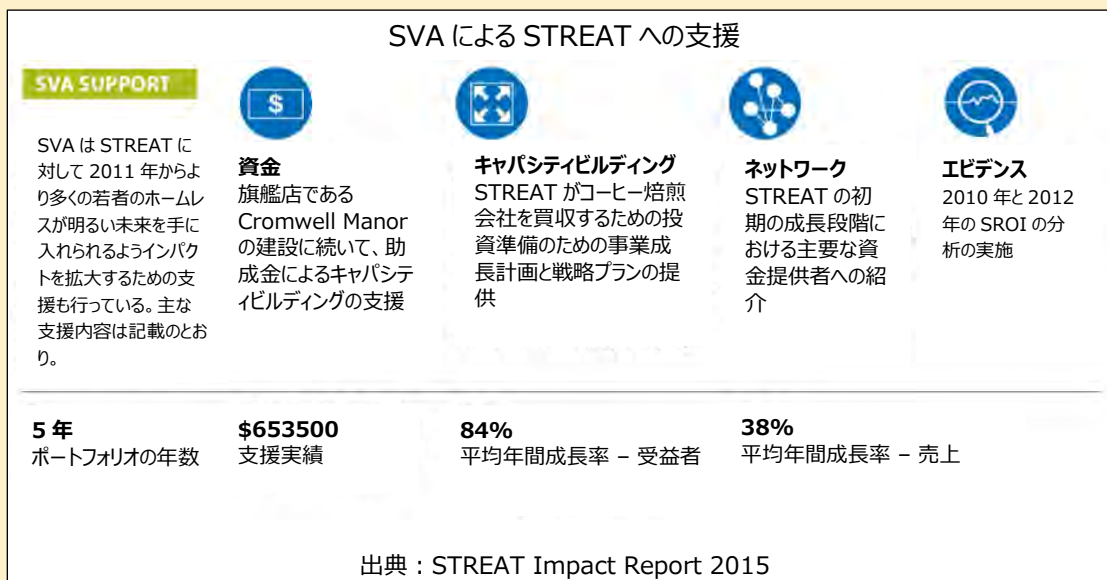 SVA による STREAT への支援
SVA SUPPORT
SVA は STREAT に
対して 2011 年からよ
り多くの若者のホームレ
スが明るい未来を手に
入れられるようインパク
トを拡大するための支
援も行っている。主な
支援内容は記載のとお
り。
$
資金
旗艦店である
Cromwell Manor
の建設に続いて、助
成金によるキャパシテ
ィビルディングの支援
キャパシティビルディング
STREAT がコーヒー焙煎
会社を買収するための投
資準備のための事業成
長計画と戦略プランの提
供
ネットワーク
STREAT の初
期の成長段階に
おける主要な資
金提供者への紹
介
エビデンス
2010 年と 2012
年の SROI の分
析の実施
5 年
ポートフォリオの年数
$653500
支援実績
84%
平均年間成長率 – 受益者
38%
平均年間成長率 – 売上
出典：STREAT Impact Report 2015